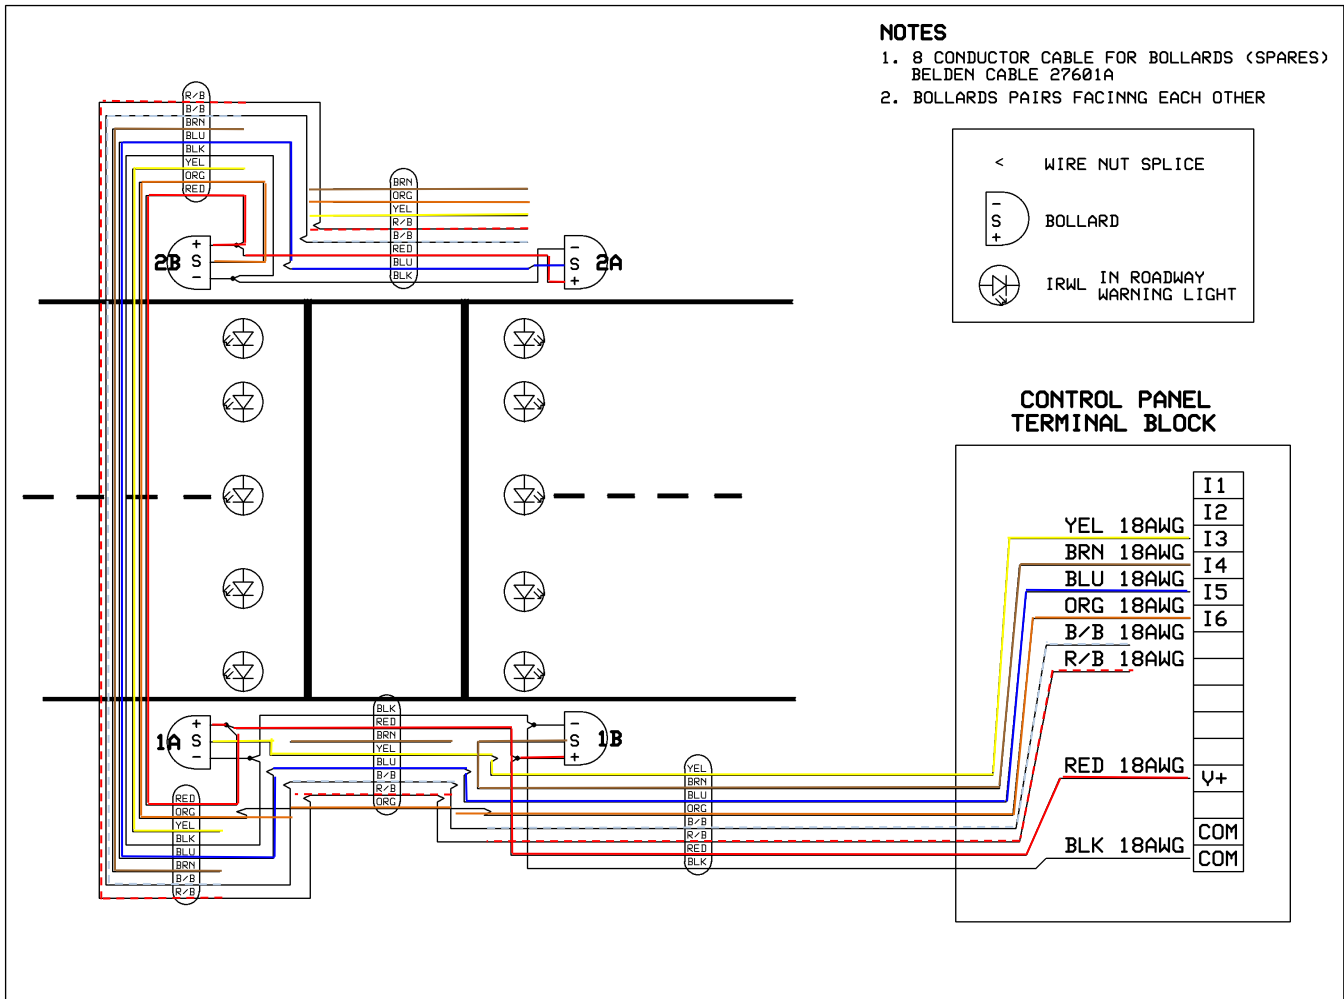 NOTES
1. 8 CONDUCTOR CABLE FOR BOLLARDS (SPARES)
BELDEN CABLE 27601A
2. BOLLARDS PAIRS FACINNG EACH OTHER
< WIRE NUT SPLICE
-
S
+
BOLLARD
IRWL IN ROADWAY
WARNING LIGHT
R/B
B/B
BRN
BLU
BLK
YEL
ORG
RED
BRN
ORG
YEL
R/B
B/B
RED
BLU
BLK
2B
+
S
-
-
S
+
2A
CONTROL PANEL
TERMINAL BLOCK
I1
I2
YEL 18AWG I3
BRN 18AWG I4
BLU 18AWG I5
ORG 18AWG I6
B/B 18AWG
R/B 18AWG
RED 18AWG V+
COM
BLK 18AWG COM
1A
+
S
-
BLK
RED
BRN
YEL
BLU
B/B
R/B
ORG
-
S
+
1B
RED
ORG
YEL
BLK
BLU
BRN
B/B
R/B
YEL
BRN
BLU
ORG
B/B
R/B
RED
BLK